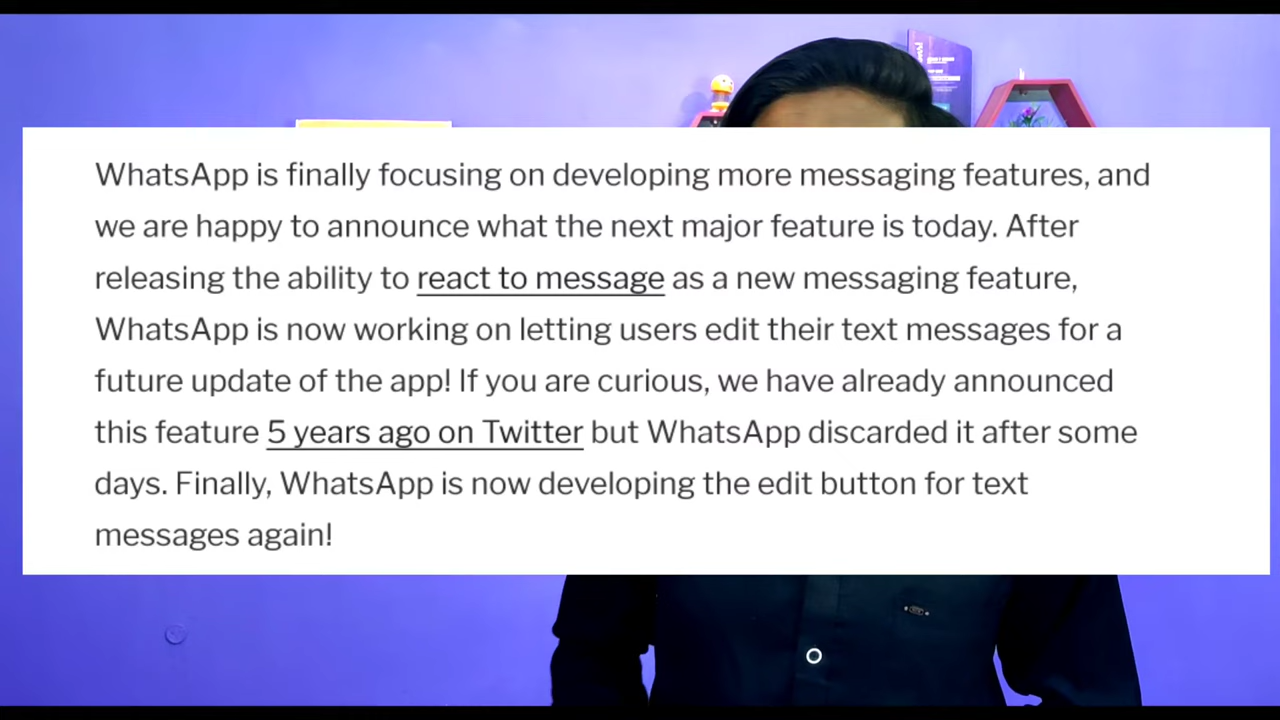 WhatsApp is finally focusing on developing more messaging features, and
we are happy to announce what the next major feature is today. After
releasing the ability to react to message as a new messaging feature,
WhatsApp is now working on letting users edit their text messages for a
future update of the app! If you are curious, we have already announced
this feature 5 years ago on Twitter but WhatsApp discarded it after some
days. Finally, WhatsApp is now developing the edit button for text
messages again!